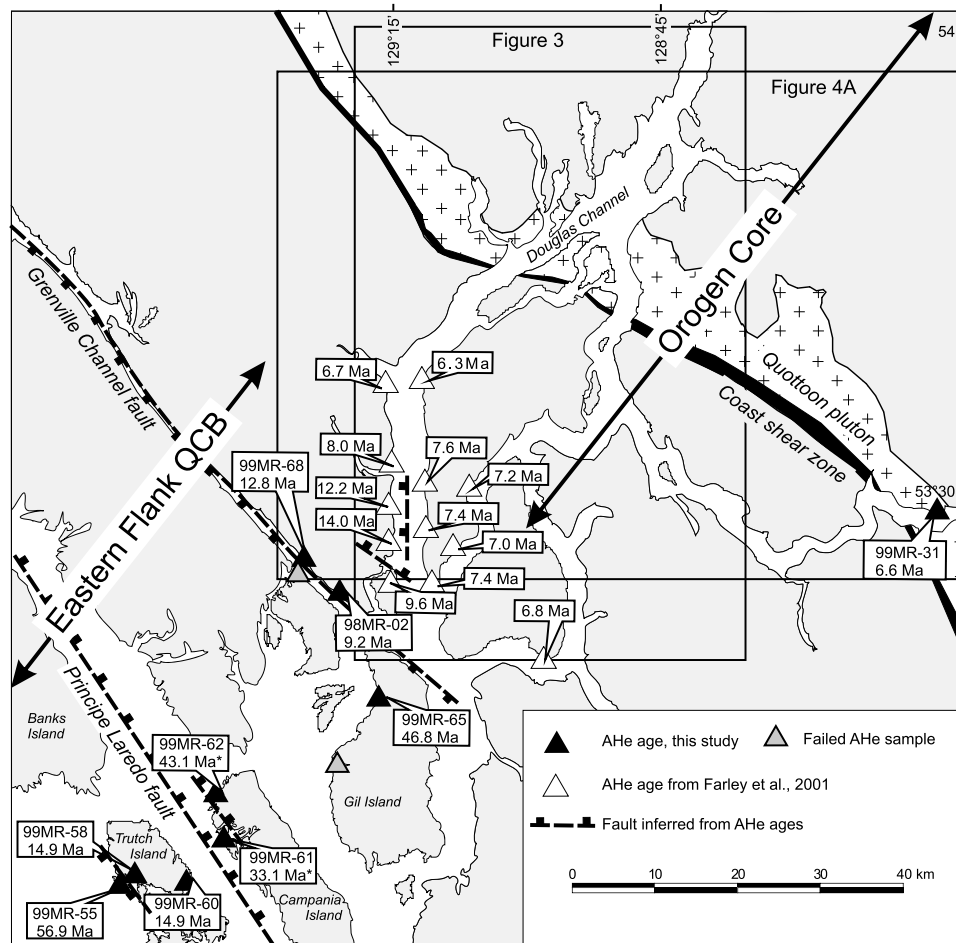 129°15'
128°45'
Figure 3
54
Figure 4A
Douglas Channel
Orogen Core
Grenville Channel fault
Quottoon pluton
Coast shear zone
6.7 Ma
6.3 Ma
Eastern Flank QCB
8.0 Ma
7.6 Ma
99MR-68
12.8 Ma
7.2 Ma
12.2 Ma
53°30
14.0 Ma
7.4 Ma
7.0 Ma
99MR-31
6.6 Ma
7.4 Ma
9.6 Ma
6.8 Ma
98MR-02
9.2 Ma
Principe Laredo fault
Banks
Island
99MR-65
46.8 Ma
99MR-62
43.1 Ma*
Gil Island
99MR-58
14.9 Ma
Trutch
Island
99MR-61
33.1 Ma*
99MR-60
14.9 Ma
Campania
Island
99MR-55
56.9 Ma
AHe age, this study
Failed AHe sample
AHe age from Farley et al., 2001
Fault inferred from AHe ages
0 10 20 30 40 km